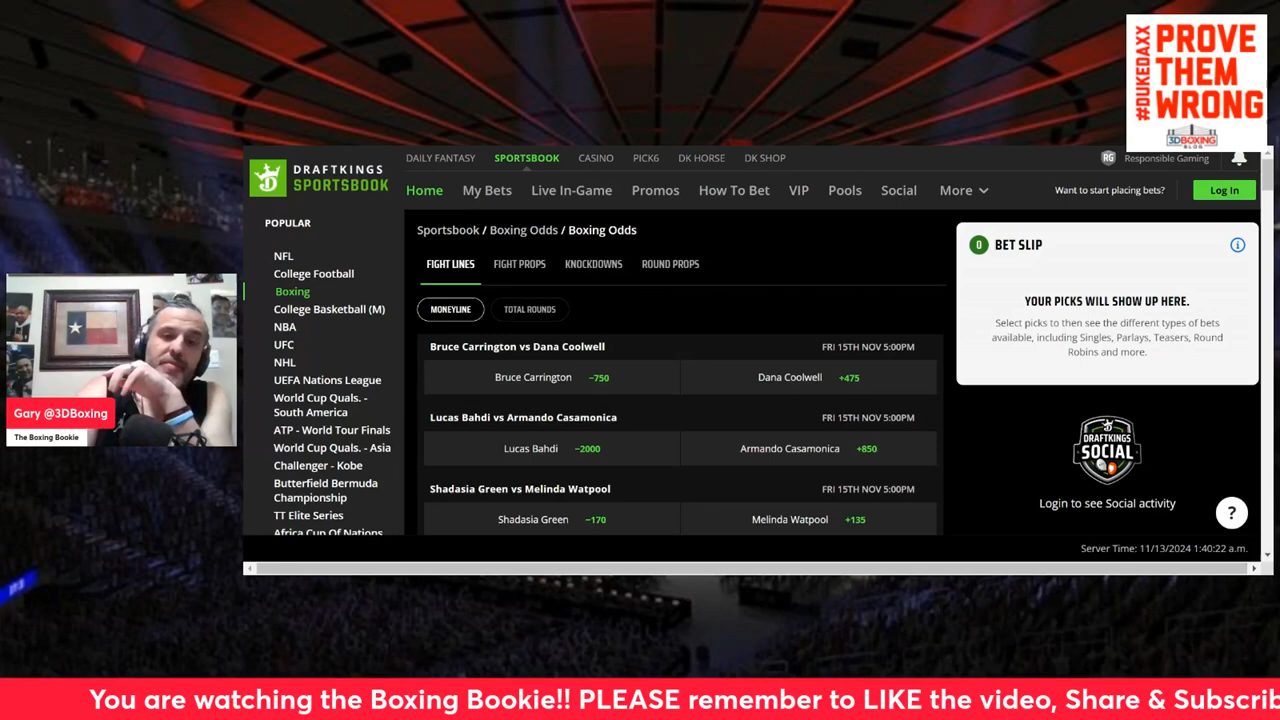 #DUKEDAXX
PROVE
THEM
WRONG
3DBOXING
BLOG
DRAFTKINGS
SPORTSBOOK
DAILY FANTASY SPORTSBOOK CASINO PICK6 DK HORSE DK SHOP
RG Responsible Gaming
Home My Bets Live In-Game Promos How To Bet VIP Pools Social More
Want to start placing bets? Log In
POPULAR
NFL
College Football
Boxing
College Basketball (M)
NBA
UFC
NHL
UEFA Nations League
World Cup Quals. -
South America
ATP - World Tour Finals
World Cup Quals. - Asia
Challenger - Kobe
Butterfield Bermuda
Championship
TT Elite Series
Africa Cup Of Nations
Sportsbook / Boxing Odds / Boxing Odds
FIGHT LINES FIGHT PROPS KNOCKDOWNS ROUND PROPS
MONEYLINE TOTAL ROUNDS
Bruce Carrington vs Dana Coolwell FRI 15TH NOV 5:00PM
Bruce Carrington −750 Dana Coolwell +475
Lucas Bahdi vs Armando Casamonica FRI 15TH NOV 5:00PM
Lucas Bahdi −2000 Armando Casamonica +850
Shadasia Green vs Melinda Watpool FRI 15TH NOV 5:00PM
Shadasia Green −170 Melinda Watpool +135
0 BET SLIP
YOUR PICKS WILL SHOW UP HERE.
Select picks to then see the different types of bets
available, including Singles, Parlays, Teasers, Round
Robins and more.
DRAFTKINGS
SOCIAL
Login to see Social activity
?
Server Time: 11/13/2024 1:40:22 a.m.
Gary @3DBoxing
The Boxing Bookie
You are watching the Boxing Bookie!! PLEASE remember to LIKE the video, Share & Subscrib